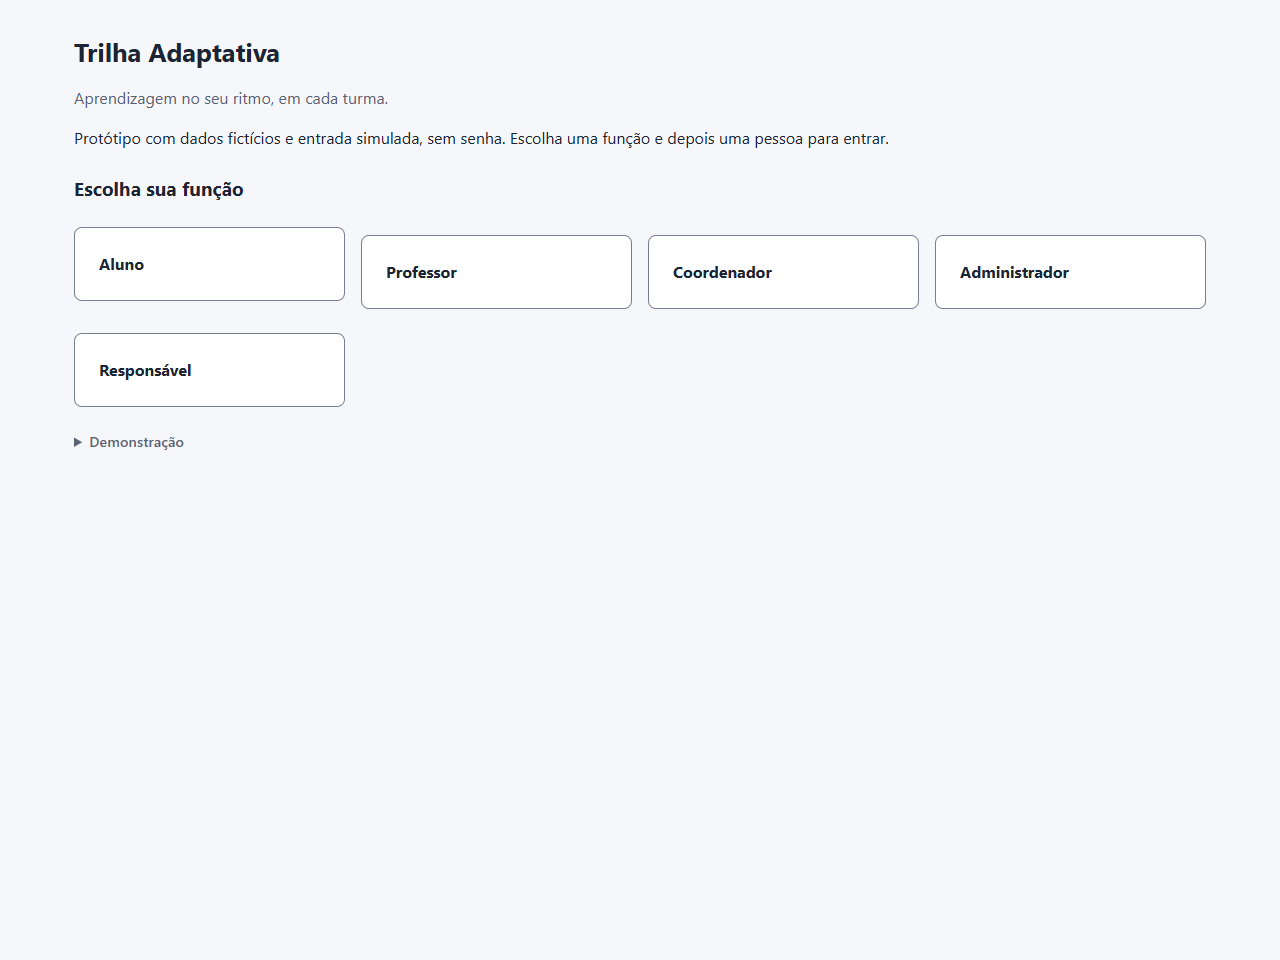 Trilha Adaptativa
Aprendizagem no seu ritmo, em cada turma.
Protótipo com dados fictícios e entrada simulada, sem senha. Escolha uma função e depois uma pessoa para entrar.
Escolha sua função
Aluno
Professor
Coordenador
Administrador
Responsável
Demonstração